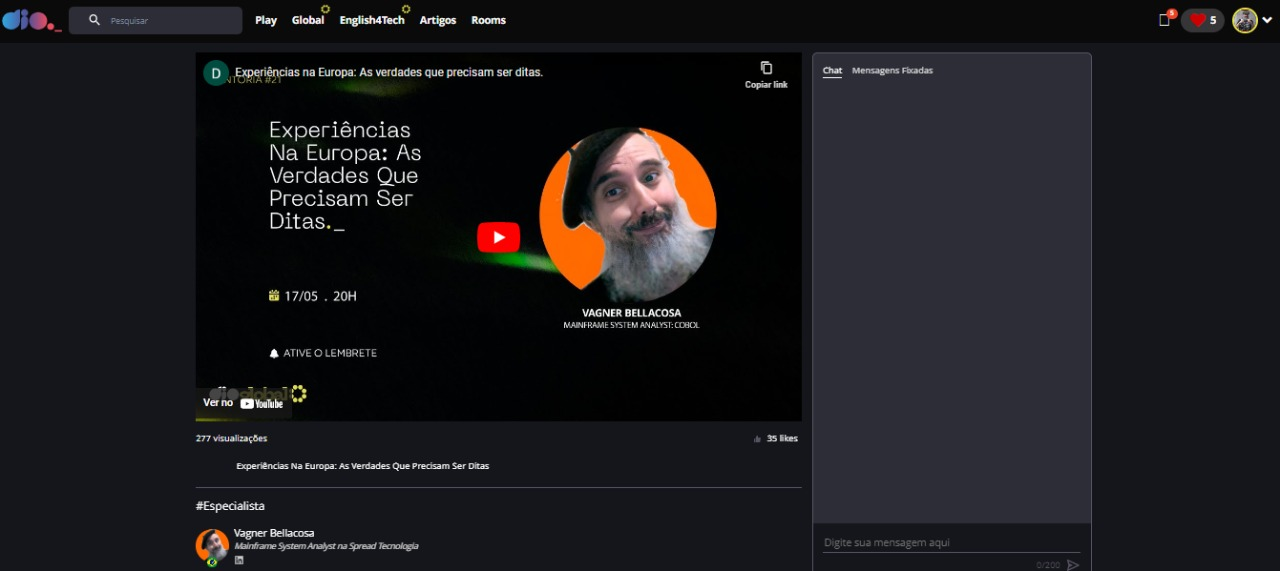 dio._
Pesquisar
Play Global English4Tech Artigos Rooms
5
5
D
Experiências na Europa: As verdades que precisam ser ditas.
NTORIA #21
Copiar link
Experiências
Na Europa: As
Verdades Que
Precisam Ser
Ditas._
17/05 . 20H
ATIVE O LEMBRETE
VAGNER BELLACOSA
MAINFRAME SYSTEM ANALYST: COBOL
dio global
Ver no YouTube
277 visualizações
35 likes
Experiências Na Europa: As Verdades Que Precisam Ser Ditas
#Especialista
Vagner Bellacosa
Mainframe System Analyst na Spread Tecnologia
Chat Mensagens Fixadas
Digite sua mensagem aqui
0/200